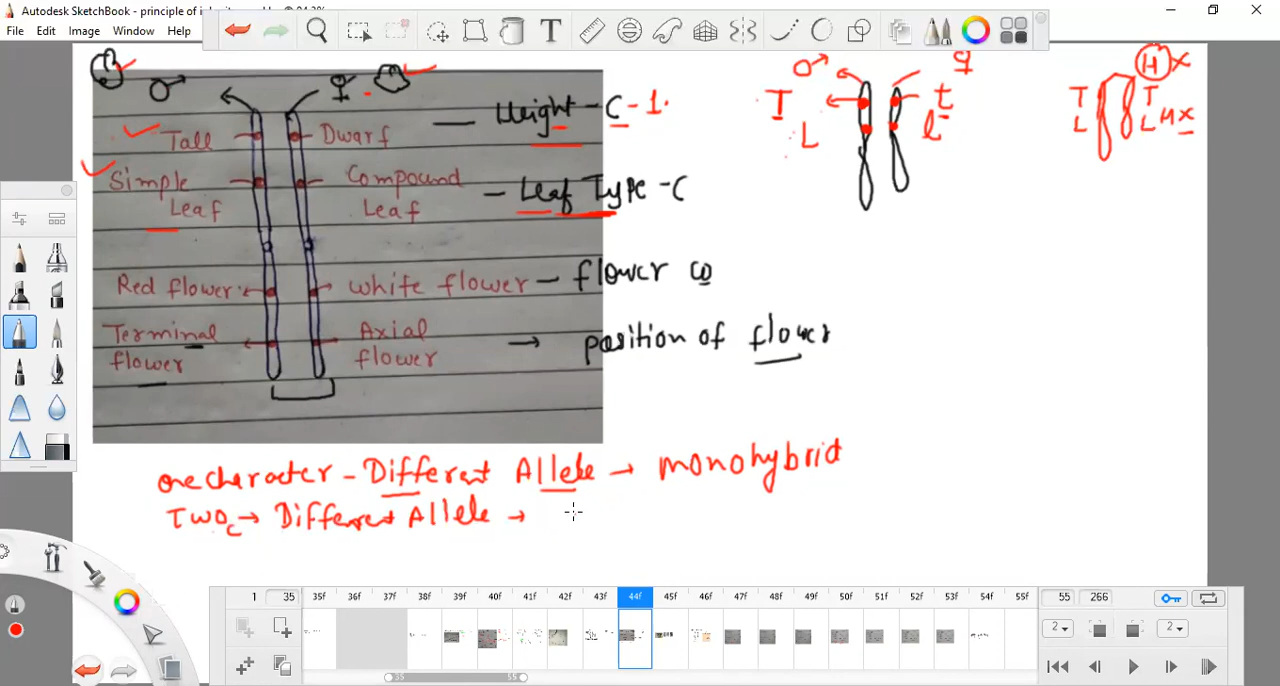 Autodesk SketchBook - principle of
File Edit Image Window Help
♂ ♀
Tall Dwarf — Height - C - 1.
Simple Leaf Compound Leaf — Leaf Type - C
Red flower white flower — flower co
Terminal flower Axial flower → position of flower
♂ ♀
T t
L l
H x
T T
L L Hx
one character - Different Allele → monohybrid
Two c → Different Allele →
1 35 35f 37f 38f 39f 40f 41f 42f 43f 44f 45f 46f 47f 48f 49f 50f 51f 52f 53f 54f 55f 55 266
2 2
35 55